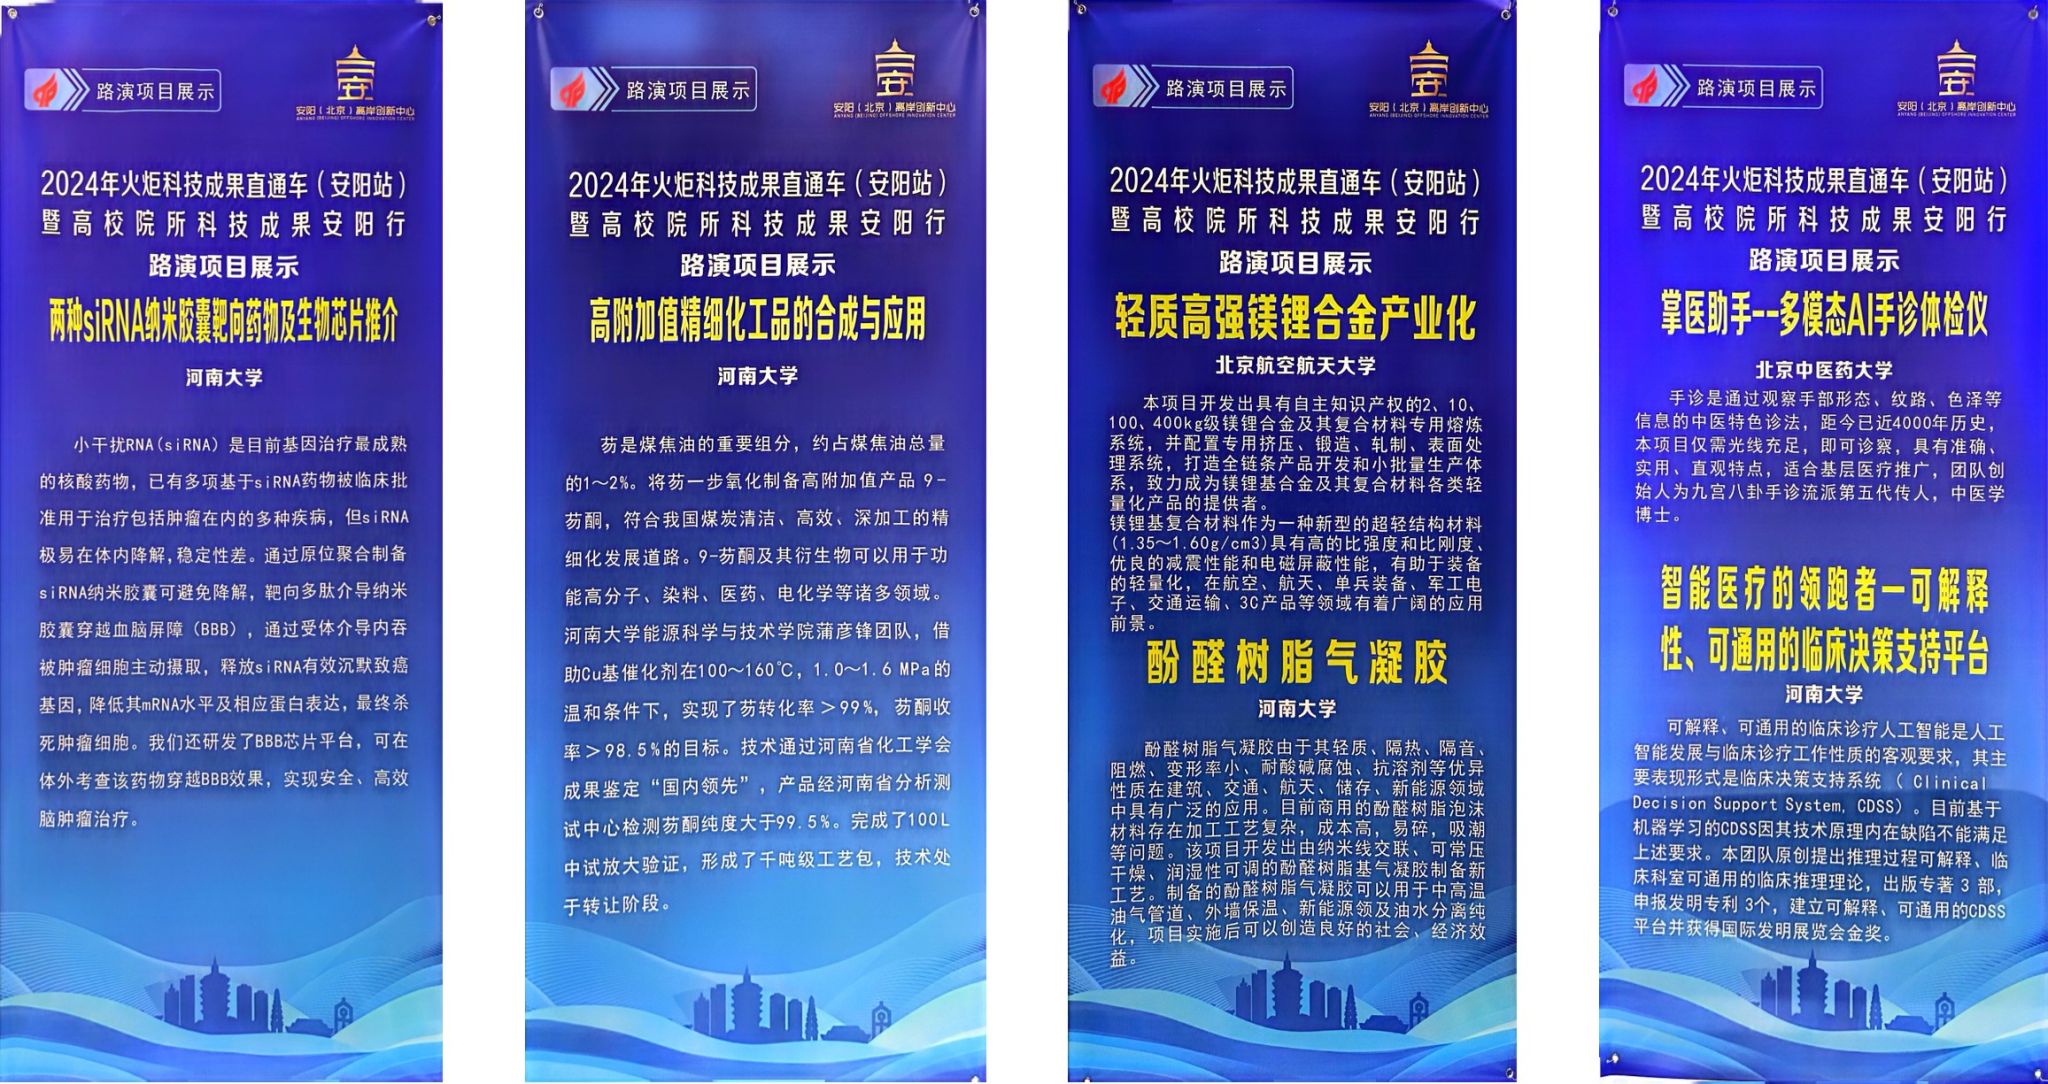 路演项目展示
安阳（北京）离岸创新中心
ANYANG (BEIJING) OFFSHORE INNOVATION CENTER
2024年火炬科技成果直通车（安阳站）
暨高校院所科技成果安阳行
路演项目展示
两种siRNA纳米胶囊靶向药物及生物芯片推介
河南大学
小干扰RNA(siRNA）是目前基因治疗最成熟
的核酸药物，已有多项基于siRNA药物被临床批
准用于治疗包括肿瘤在内的多种疾病，但siRNA
极易在体内降解,稳定性差。通过原位聚合制备
siRNA纳米胶囊可避免降解，靶向多肽介导纳米
胶囊穿越血脑屏障（BBB），通过受体介导内吞
被肿瘤细胞主动摄取，释放siRNA有效沉默致癌
基因，降低其mRNA水平及相应蛋白表达，最终杀
死肿瘤细胞。我们还研发了BBB芯片平台，可在
体外考查该药物穿越BBB效果，实现安全、高效
脑肿瘤治疗。
路演项目展示
安阳（北京）离岸创新中心
ANYANG (BEIJING) OFFSHORE INNOVATION CENTER
2024年火炬科技成果直通车（安阳站）
暨高校院所科技成果安阳行
路演项目展示
高附加值精细化工品的合成与应用
河南大学
芴是煤焦油的重要组分，约占煤焦油总量
的1～2%。将芴一步氧化制备高附加值产品 9-
芴酮，符合我国煤炭清洁、高效、深加工的精
细化发展道路。9-芴酮及其衍生物可以用于功
能高分子、染料、医药、电化学等诸多领域。
河南大学能源科学与技术学院蒲彦锋团队，借
助Cu基催化剂在100～160℃，1.0～1.6 MPa的
温和条件下，实现了芴转化率＞99%，芴酮收
率＞98.5%的目标。技术通过河南省化工学会
成果鉴定“国内领先”，产品经河南省分析测
试中心检测芴酮纯度大于99.5%。完成了100L
中试放大验证，形成了千吨级工艺包，技术处
于转让阶段。
路演项目展示
安阳（北京）离岸创新中心
ANYANG (BEIJING) OFFSHORE INNOVATION CENTER
2024年火炬科技成果直通车（安阳站）
暨高校院所科技成果安阳行
路演项目展示
轻质高强镁锂合金产业化
北京航空航天大学
本项目开发出具有自主知识产权的2、10、
100、400kg级镁锂合金及其复合材料专用熔炼
系统，并配置专用挤压、锻造、轧制、表面处
理系统，打造全链条产品开发和小批量生产体
系，致力成为镁锂基合金及其复合材料各类轻
量化产品的提供者。
镁锂基复合材料作为一种新型的超轻结构材料
(1.35～1.60g/cm3)具有高的比强度和比刚度、
优良的减震性能和电磁屏蔽性能，有助于装备
的轻量化，在航空、航天、单兵装备、军工电
子、交通运输、3C产品等领域有着广阔的应用
前景。
酚醛树脂气凝胶
河南大学
酚醛树脂气凝胶由于其轻质、隔热、隔音、
阻燃、变形率小、耐酸碱腐蚀、抗溶剂等优异
性质在建筑、交通、航天、储存、新能源领域
中具有广泛的应用。目前商用的酚醛树脂泡沫
材料存在加工工艺复杂，成本高，易碎，吸潮
等问题。该项目开发出由纳米线交联、可常压
干燥、润湿性可调的酚醛树脂基气凝胶制备新
工艺。制备的酚醛树脂气凝胶可以用于中高温
油气管道、外墙保温、新能源领及油水分离纯
化，项目实施后可以创造良好的社会、经济效
益。
路演项目展示
安阳（北京）离岸创新中心
ANYANG (BEIJING) OFFSHORE INNOVATION CENTER
2024年火炬科技成果直通车（安阳站）
暨高校院所科技成果安阳行
路演项目展示
掌医助手--多模态AI手诊体检仪
北京中医药大学
手诊是通过观察手部形态、纹路、色泽等
信息的中医特色诊法，距今已近4000年历史，
本项目仅需光线充足，即可诊察，具有准确、
实用、直观特点，适合基层医疗推广，团队创
始人为九宫八卦手诊流派第五代传人，中医学
博士。
智能医疗的领跑者一可解释
性、可通用的临床决策支持平台
河南大学
可解释、可通用的临床诊疗人工智能是人工
智能发展与临床诊疗工作性质的客观要求，其主
要表现形式是临床决策支持系统（ Clinical
Decision Support System, CDSS）。目前基于
机器学习的CDSS因其技术原理内在缺陷不能满足
上述要求。本团队原创提出推理过程可解释、临
床科室可通用的临床推理理论，出版专著 3 部，
申报发明专利 3个，建立可解释、可通用的CDSS
平台并获得国际发明展览会金奖。